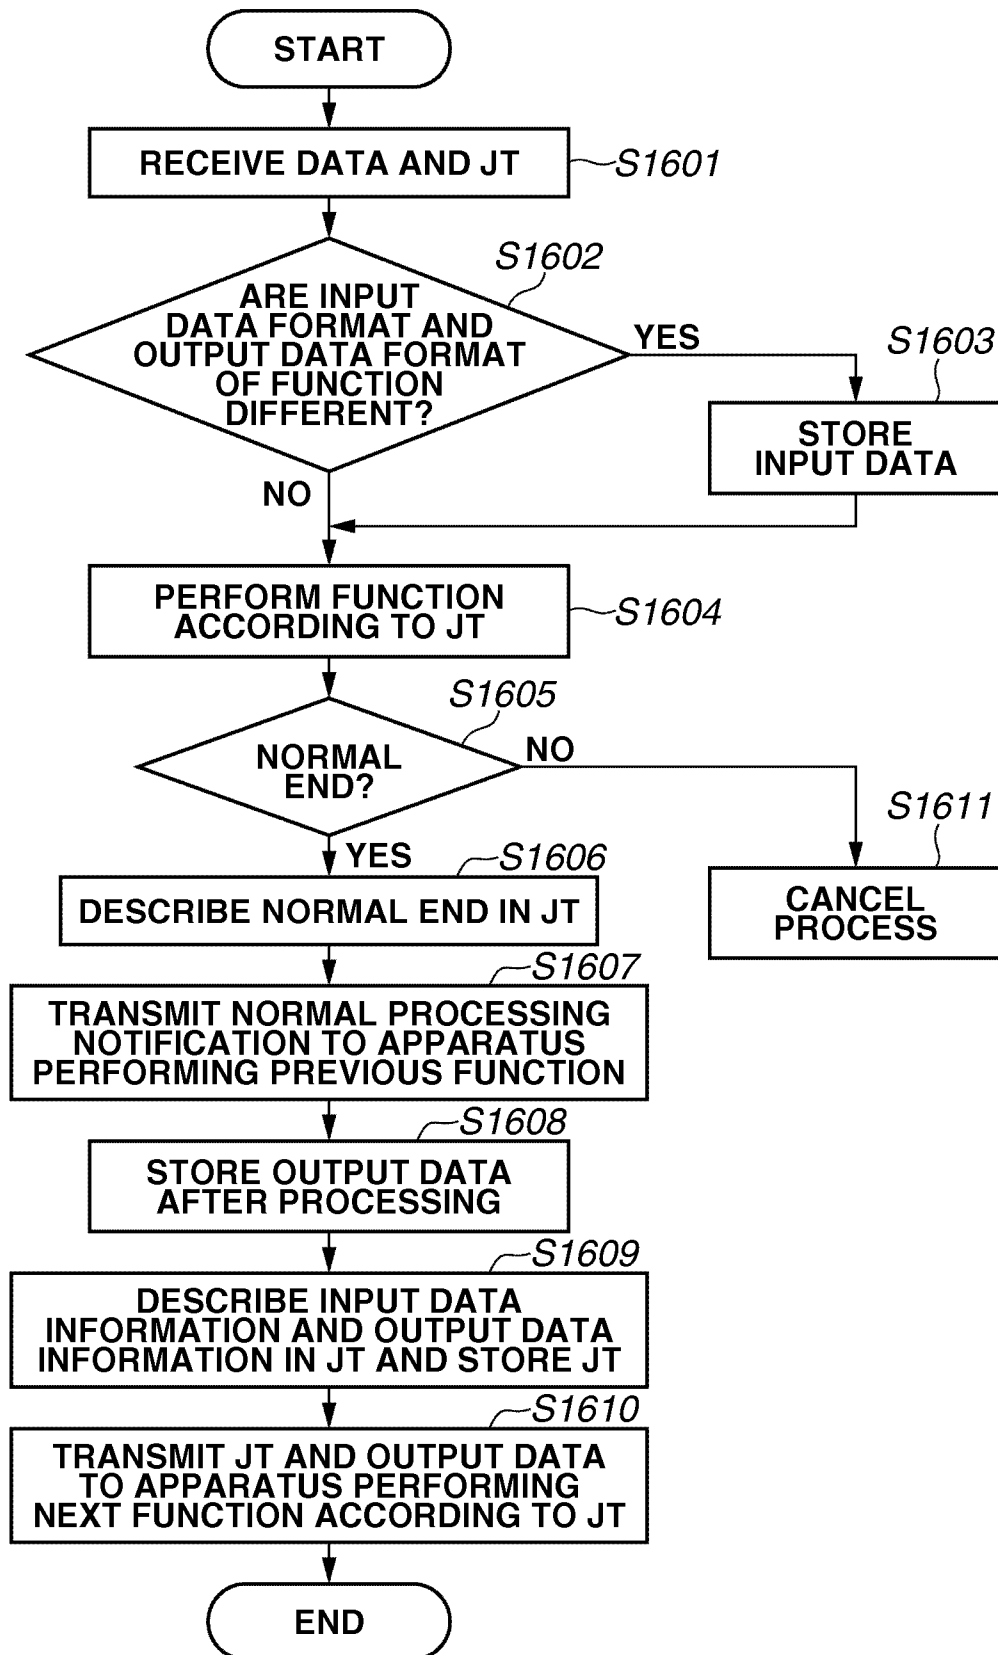 START
RECEIVE DATA AND JT
S1601
S1602
ARE INPUT
DATA FORMAT AND
OUTPUT DATA FORMAT
OF FUNCTION
DIFFERENT?
YES
S1603
STORE
INPUT DATA
NO
PERFORM FUNCTION
ACCORDING TO JT
S1604
S1605
NORMAL
END?
NO
S1611
CANCEL
PROCESS
YES
S1606
DESCRIBE NORMAL END IN JT
S1607
TRANSMIT NORMAL PROCESSING
NOTIFICATION TO APPARATUS
PERFORMING PREVIOUS FUNCTION
S1608
STORE OUTPUT DATA
AFTER PROCESSING
S1609
DESCRIBE INPUT DATA
INFORMATION AND OUTPUT DATA
INFORMATION IN JT AND STORE JT
S1610
TRANSMIT JT AND OUTPUT DATA
TO APPARATUS PERFORMING
NEXT FUNCTION ACCORDING TO JT
END